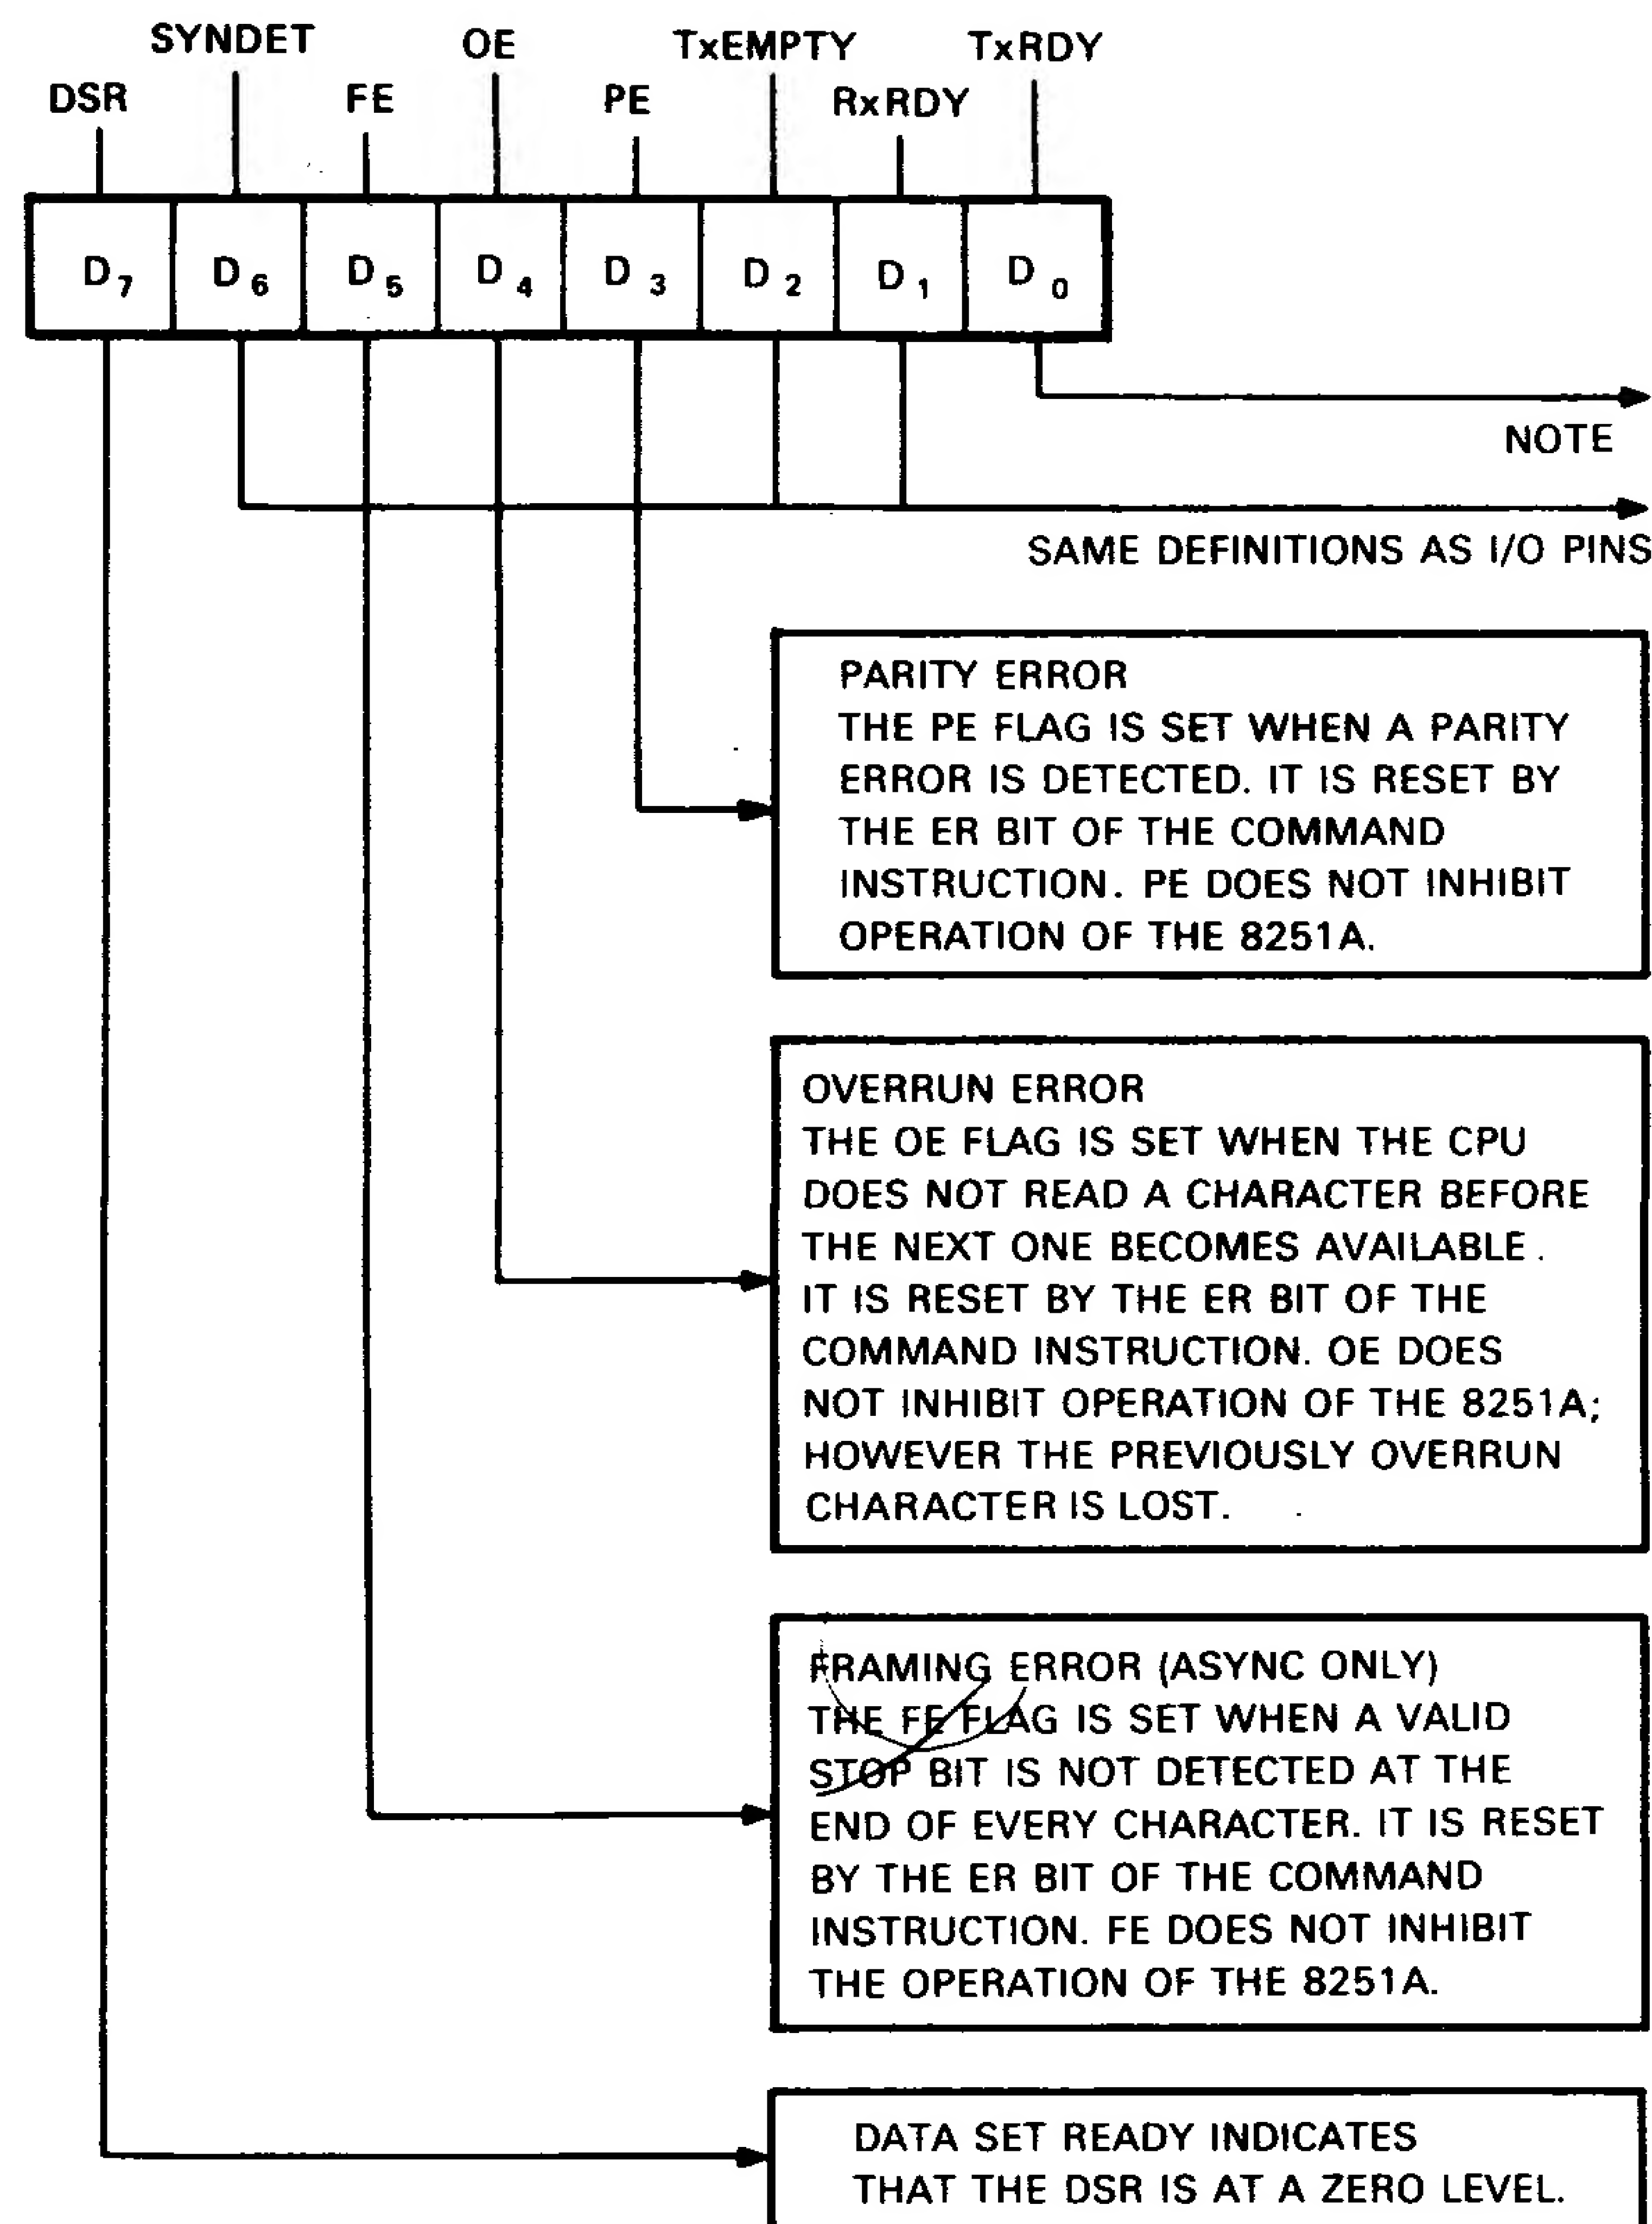 SYNDET OE TxEMPTY TxRDY
DSR FE PE RxRDY
D7 D6 D5 D4 D3 D2 D1 D0
NOTE
SAME DEFINITIONS AS I/O PINS
PARITY ERROR
THE PE FLAG IS SET WHEN A PARITY
ERROR IS DETECTED. IT IS RESET BY
THE ER BIT OF THE COMMAND
INSTRUCTION. PE DOES NOT INHIBIT
OPERATION OF THE 8251A.
OVERRUN ERROR
THE OE FLAG IS SET WHEN THE CPU
DOES NOT READ A CHARACTER BEFORE
THE NEXT ONE BECOMES AVAILABLE.
IT IS RESET BY THE ER BIT OF THE
COMMAND INSTRUCTION. OE DOES
NOT INHIBIT OPERATION OF THE 8251A;
HOWEVER THE PREVIOUSLY OVERRUN
CHARACTER IS LOST.
FRAMING ERROR (ASYNC ONLY)
THE FE FLAG IS SET WHEN A VALID
STOP BIT IS NOT DETECTED AT THE
END OF EVERY CHARACTER. IT IS RESET
BY THE ER BIT OF THE COMMAND
INSTRUCTION. FE DOES NOT INHIBIT
THE OPERATION OF THE 8251A.
DATA SET READY INDICATES
THAT THE DSR IS AT A ZERO LEVEL.